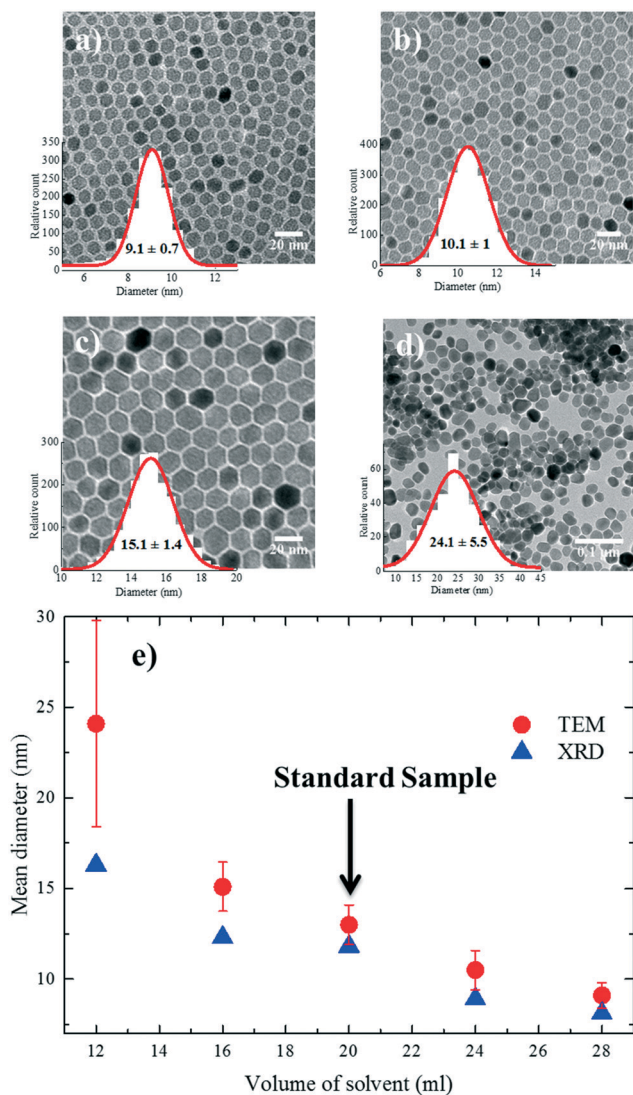 a)
350
300
250
200
150
100
50
0
Relative count
9.1 ± 0.7
20 nm
6 8 10 12
Diameter (nm)
b)
400
300
200
100
0
Relative count
10.1 ± 1
20 nm
6 8 10 12 14
Diameter (nm)
c)
300
200
100
0
Relative count
15.1 ± 1.4
20 nm
10 12 14 16 18 20
Diameter (nm)
d)
60
40
20
0
Relative count
24.1 ± 5.5
0.1 µm
10 15 20 25 30 35 40 45
Diameter (nm)
e)
30
25
20
15
10
Mean diameter (nm)
TEM
XRD
Standard Sample
12 14 16 18 20 22 24 26 28
Volume of solvent (ml)